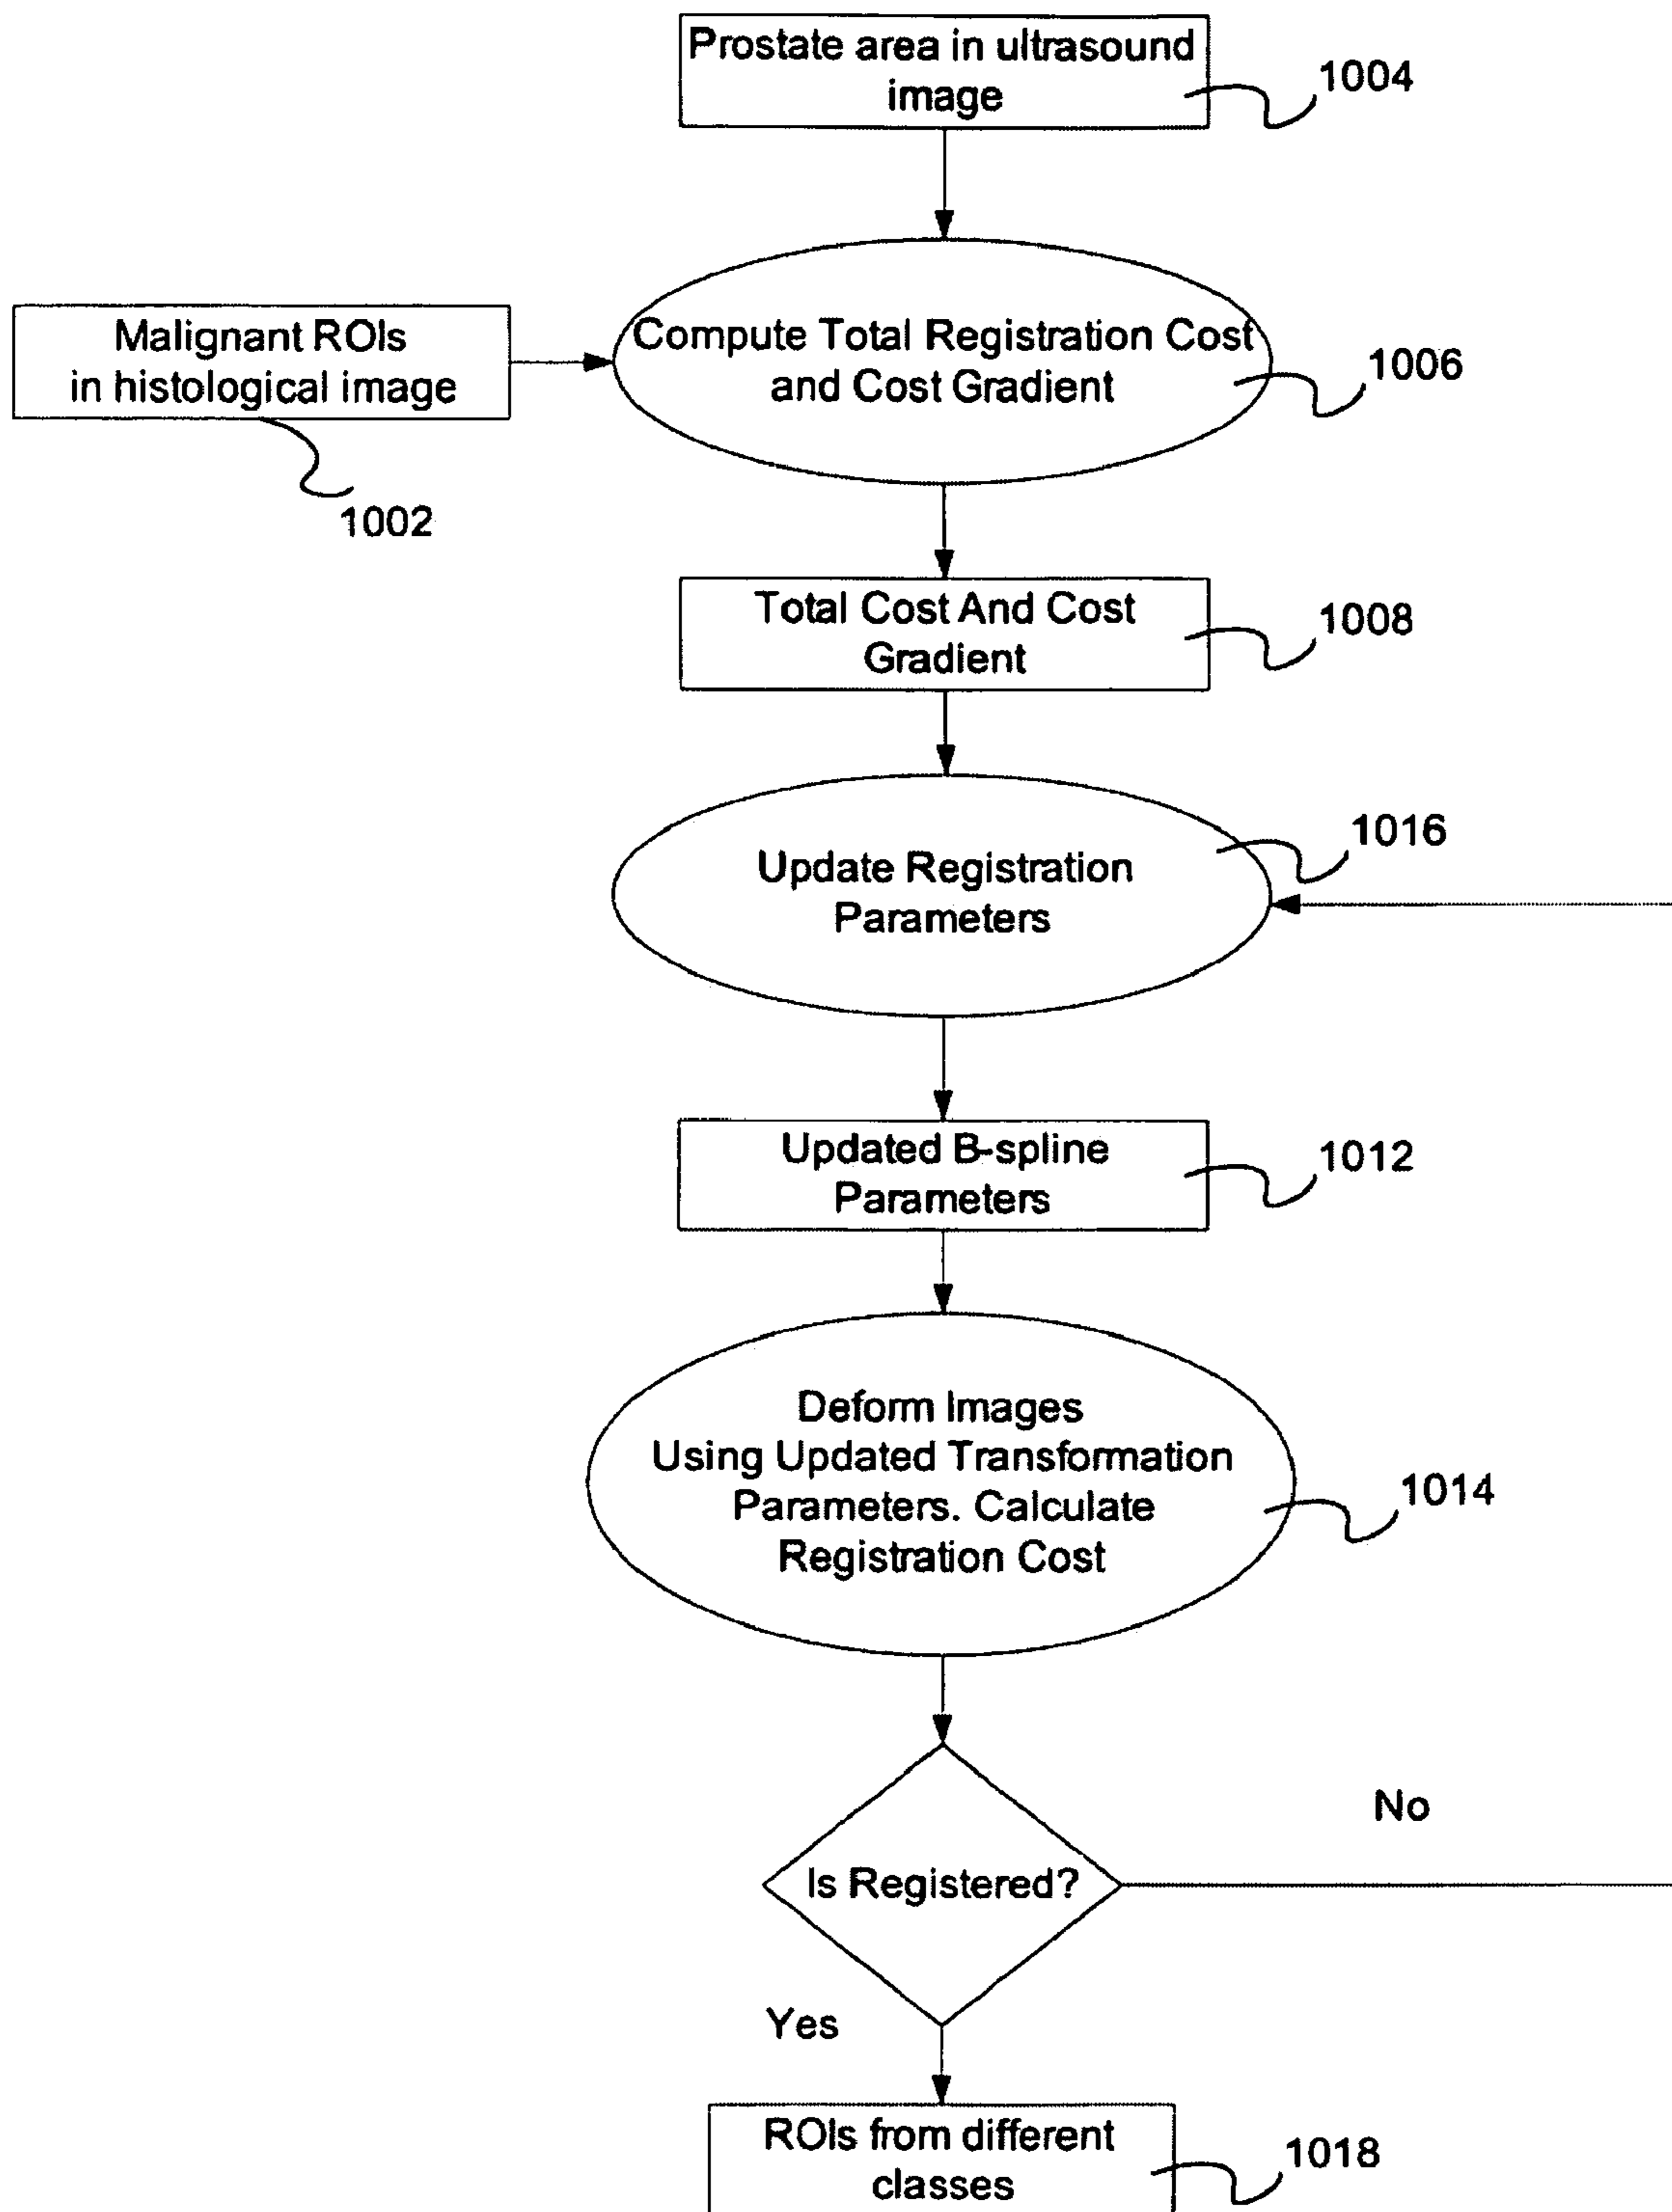 Prostate area in ultrasound
image
1004
Malignant ROIs
in histological image
1002
Compute Total Registration Cost
and Cost Gradient
1006
Total Cost And Cost
Gradient
1008
Update Registration
Parameters
1016
Updated B-spline
Parameters
1012
Deform Images
Using Updated Transformation
Parameters. Calculate
Registration Cost
1014
Is Registered?
No
Yes
ROIs from different
classes
1018